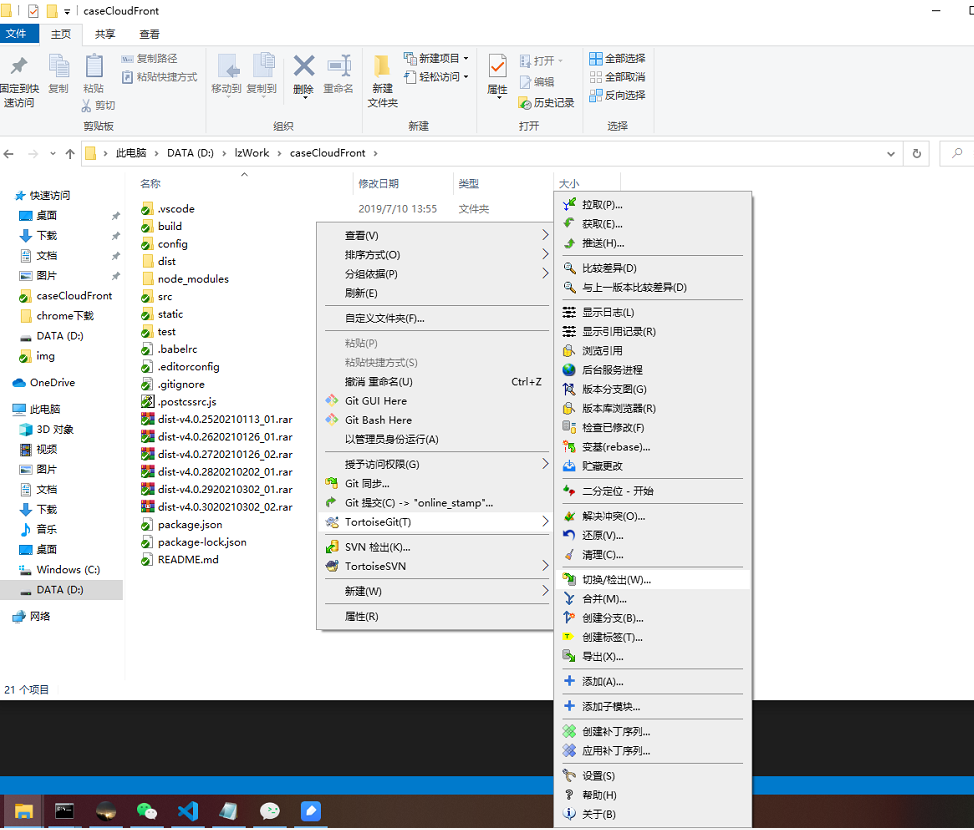 caseCloudFront
文件 主页 共享 查看
固定到快速访问
复制
粘贴
复制路径
粘贴快捷方式
剪切
剪贴板
移动到
复制到
删除
重命名
组织
新建文件夹
新建项目
轻松访问
新建
属性
打开
编辑
历史记录
打开
全部选择
全部取消
反向选择
选择
此电脑 > DATA (D:) > lzWork > caseCloudFront >
名称 修改日期 类型 大小
快速访问
桌面
下载
文档
图片
caseCloudFront
chrome下载
DATA (D:)
img
OneDrive
此电脑
3D 对象
视频
图片
文档
下载
音乐
桌面
Windows (C:)
DATA (D:)
网络
.vscode 2019/7/10 13:55 文件夹
build
config
dist
node_modules
src
static
test
.babelrc
.editorconfig
.gitignore
.postcssrc.js
dist-v4.0.2520210113_01.rar
dist-v4.0.2620210126_01.rar
dist-v4.0.2720210126_02.rar
dist-v4.0.2820210202_01.rar
dist-v4.0.2920210302_01.rar
dist-v4.0.3020210302_02.rar
package.json
package-lock.json
README.md
查看(V)
排序方式(O)
分组依据(P)
刷新(E)
自定义文件夹(F)...
粘贴(P)
粘贴快捷方式(S)
撤消 重命名(U) Ctrl+Z
Git GUI Here
Git Bash Here
以管理员身份运行(A)
授予访问权限(G)
Git 同步...
Git 提交(C) -> "online_stamp"...
TortoiseGit(T)
SVN 检出(K)...
TortoiseSVN
新建(W)
属性(R)
拉取(P)...
获取(E)...
推送(H)...
比较差异(D)
与上一版本比较差异(D)
显示日志(L)
显示引用记录(R)
浏览引用
后台服务进程
版本分支图(G)
版本库浏览器(R)
检查已修改(F)
变基(rebase)...
贮藏更改
二分定位 - 开始
解决冲突(O)...
还原(V)...
清理(C)...
切换/检出(W)...
合并(M)...
创建分支(B)...
创建标签(T)...
导出(X)...
添加(A)...
添加子模块...
创建补丁序列...
应用补丁序列...
设置(S)
帮助(H)
关于(B)
21 个项目